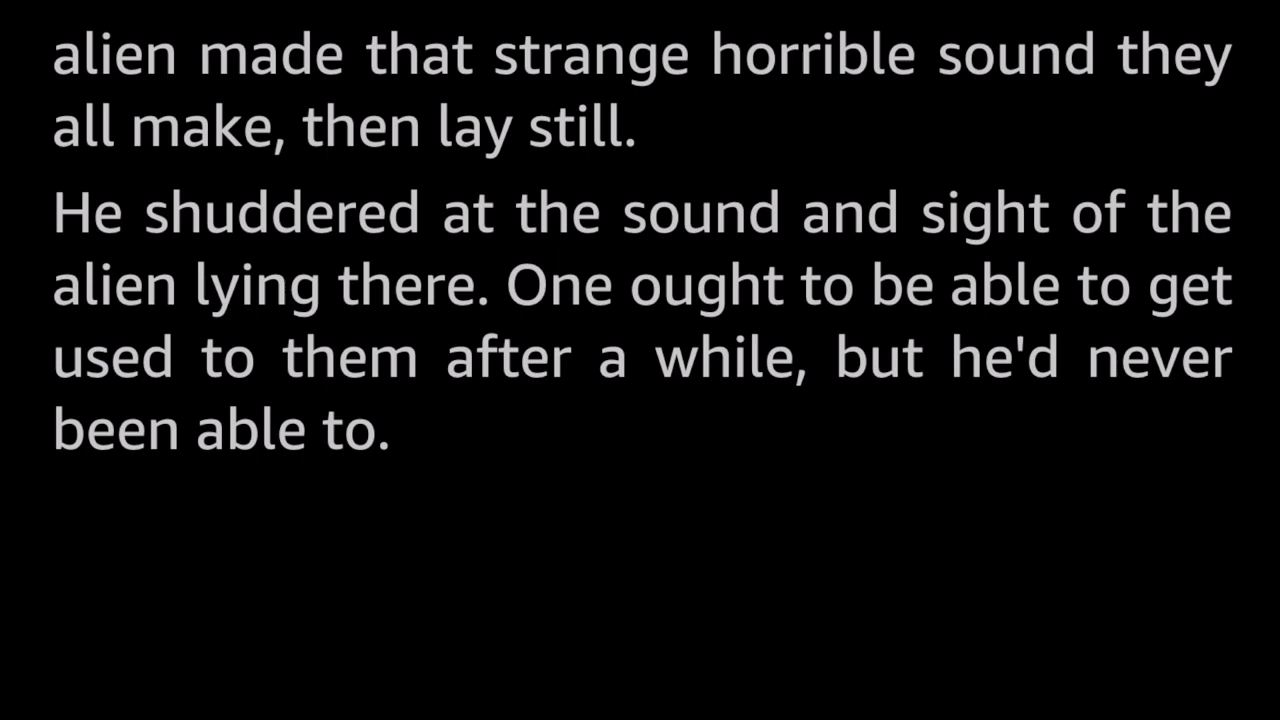 alien made that strange horrible sound they
all make, then lay still.
He shuddered at the sound and sight of the
alien lying there. One ought to be able to get
used to them after a while, but he'd never
been able to.